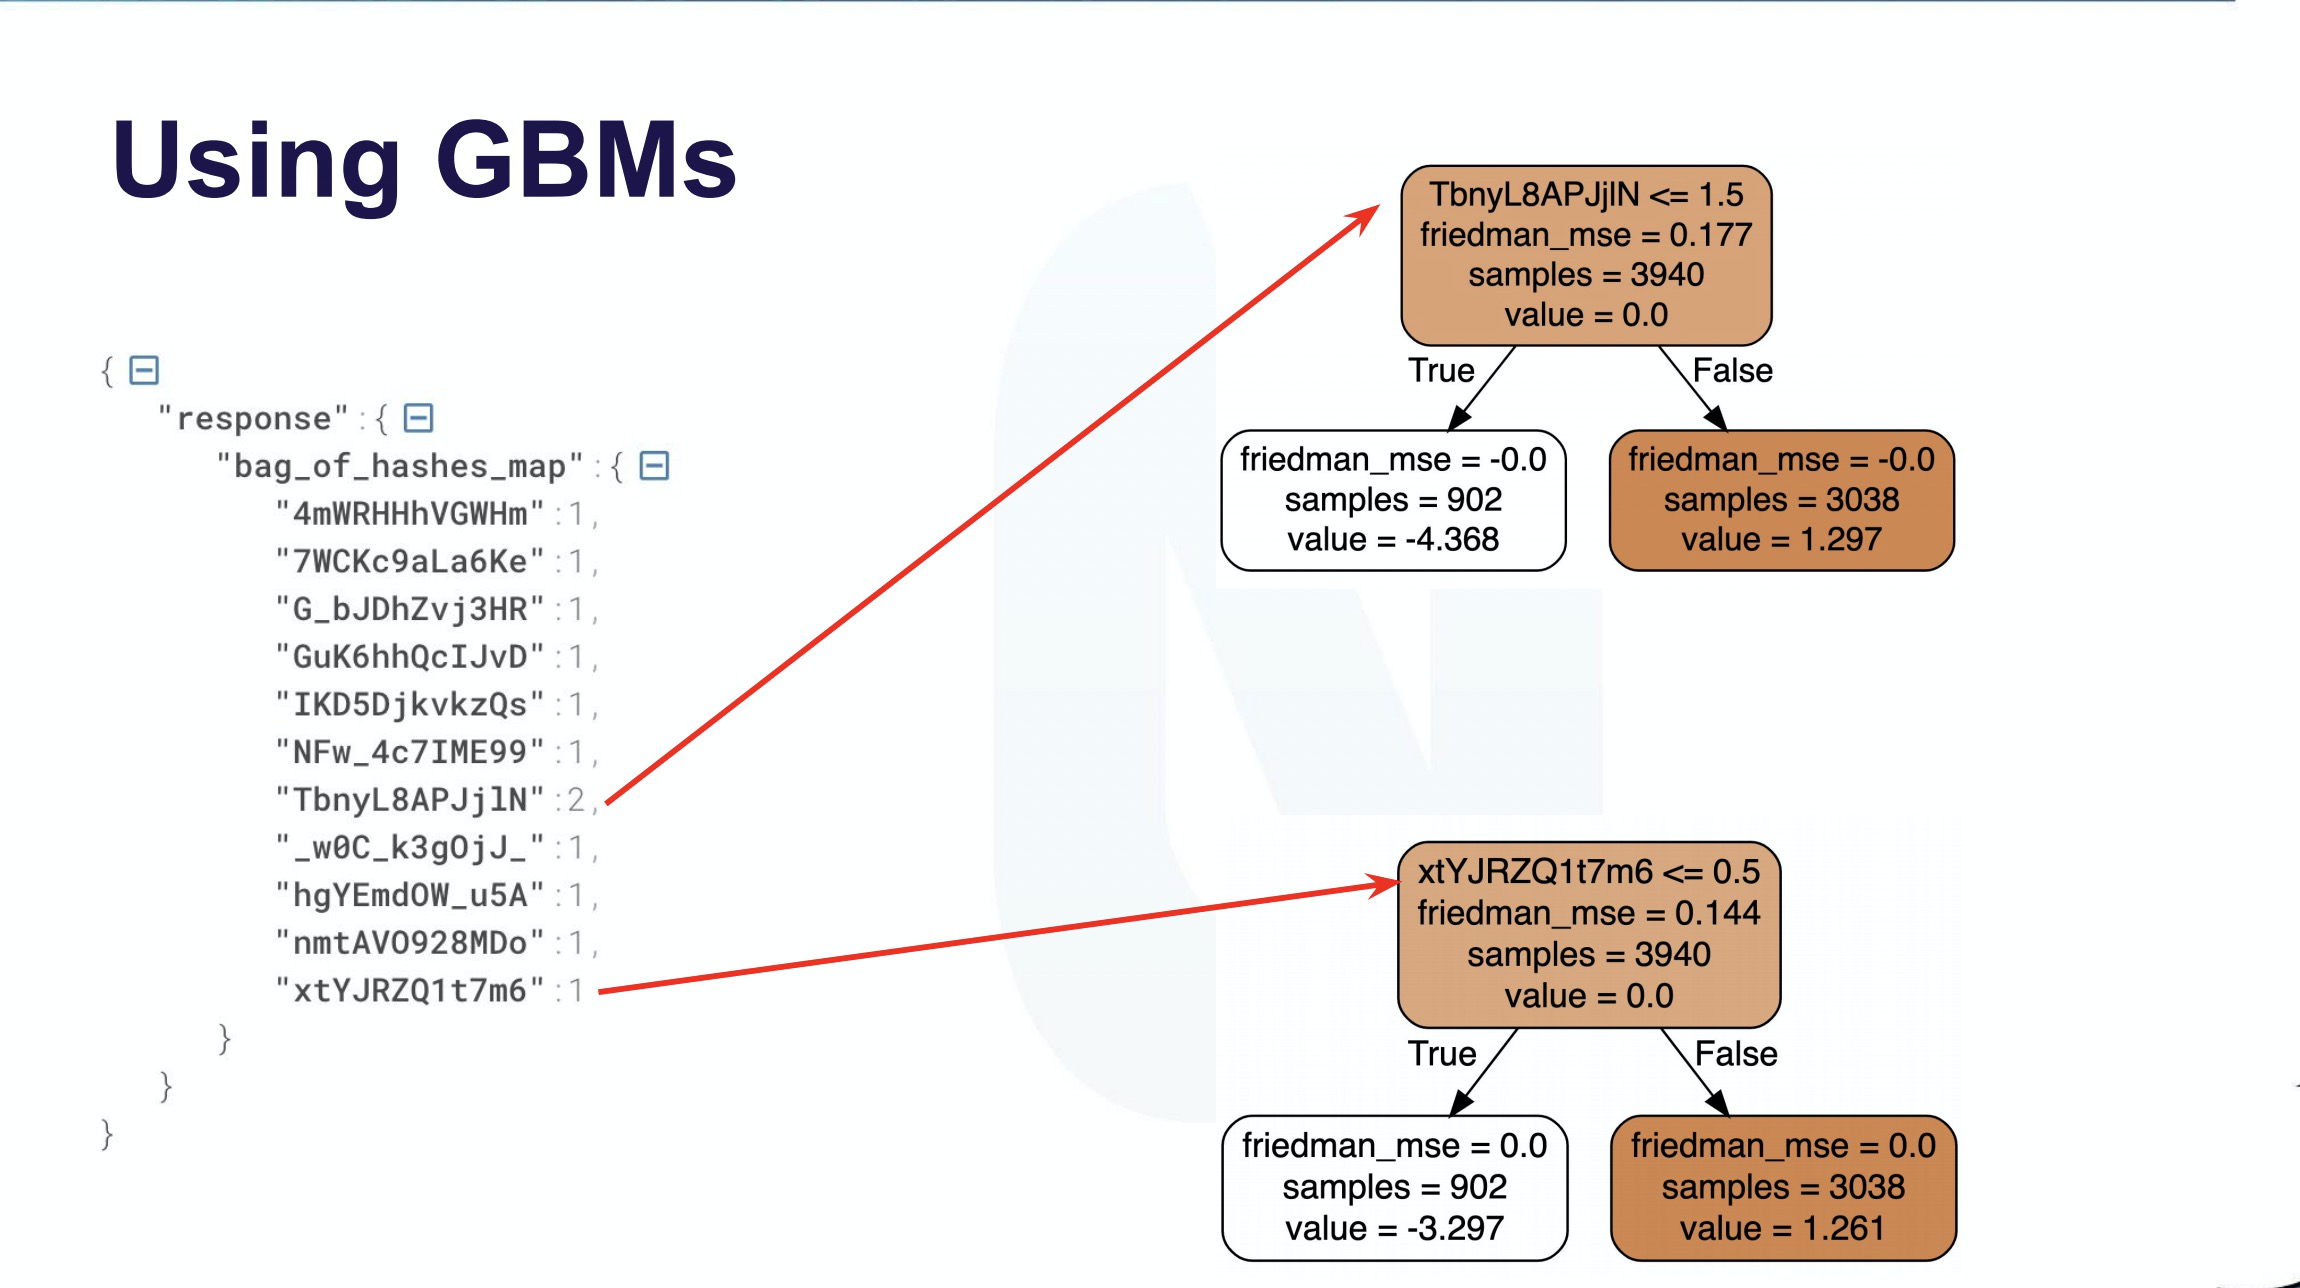 Using GBMs
{
"response" : {
"bag_of_hashes_map" : {
"4mWRHHhVGWHm" : 1,
"7WCKc9aLa6Ke" : 1,
"G_bJDhZvj3HR" : 1,
"GuK6hhQcIJvD" : 1,
"IKD5DjkvkzQs" : 1,
"NFw_4c7IME99" : 1,
"TbnyL8APJjlN" : 2,
"_w0C_k3gOjJ_" : 1,
"hgYEmdOW_u5A" : 1,
"nmtAVO928MDo" : 1,
"xtYJRZQ1t7m6" : 1
}
}
}
TbnyL8APJjlN <= 1.5
friedman_mse = 0.177
samples = 3940
value = 0.0
True
False
friedman_mse = -0.0
samples = 902
value = -4.368
friedman_mse = -0.0
samples = 3038
value = 1.297
xtYJRZQ1t7m6 <= 0.5
friedman_mse = 0.144
samples = 3940
value = 0.0
True
False
friedman_mse = 0.0
samples = 902
value = -3.297
friedman_mse = 0.0
samples = 3038
value = 1.261